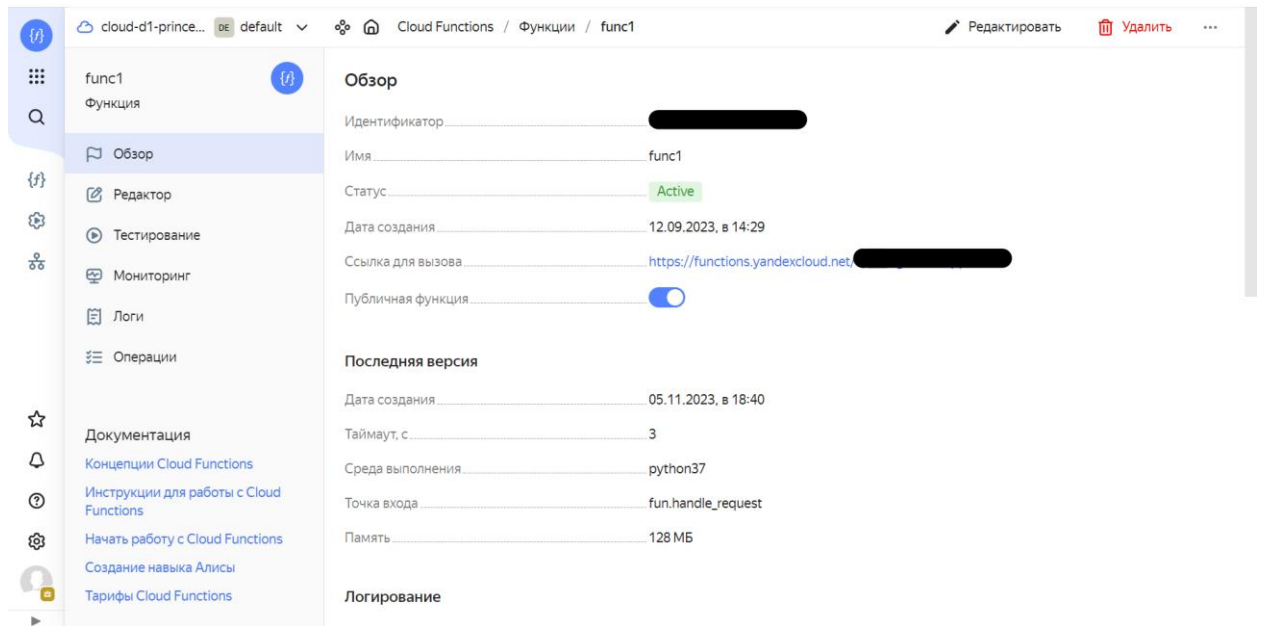 cloud-d1-prince... DE default
Cloud Functions / Функции / func1
Редактировать
Удалить
{f}
func1
Функция
Обзор
Редактор
Тестирование
Мониторинг
Логи
Операции
Документация
Концепции Cloud Functions
Инструкции для работы с Cloud
Functions
Начать работу с Cloud Functions
Создание навыка Алисы
Тарифы Cloud Functions
Обзор
Идентификатор
Имя func1
Статус Active
Дата создания 12.09.2023, в 14:29
Ссылка для вызова https://functions.yandexcloud.net/
Публичная функция
Последняя версия
Дата создания 05.11.2023, в 18:40
Таймаут, с 3
Среда выполнения python37
Точка входа fun.handle_request
Память 128 МБ
Логирование